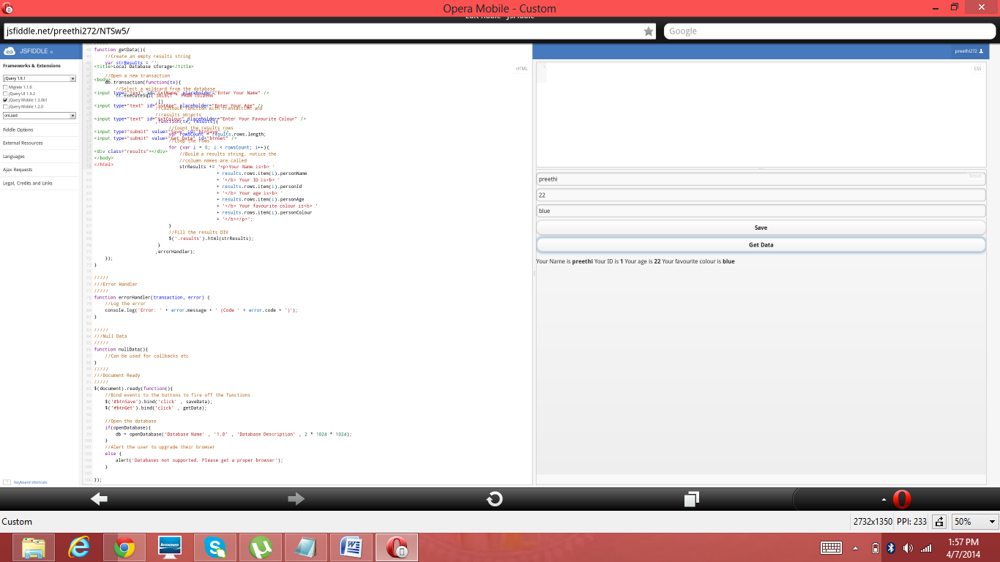 Opera Mobile - Custom
Edit fiddle - JSFiddle
jsfiddle.net/preethi272/NTSw5/
Google
JSFIDDLE
preethi272
Frameworks & Extensions
jQuery 1.9.1
Migrate 1.1.0
jQuery UI 1.9.2
jQuery Mobile 1.3.0b1
jQuery Mobile 1.2.0
onLoad
Fiddle Options
External Resources
Languages
Ajax Requests
Legal, Credits and Links
Keyboard shortcuts
HTML
function getData(){
//Create an empty results string
var strResults = '';
<title>Local Database storage</title>
//Open a new transaction
<body>
db.transaction(function(tx){
//Select a wildcard from the database
<input type="text" id="txtName" placeholder="Enter Your Name" />
tx.executeSql('SELECT * FROM tblDemo'
,[]
<input type="text" id="intAge" placeholder="Enter Your Age" />
//Callback function with transaction and
//results objects
<input type="text" id="txtColour" placeholder="Enter Your Favourite Colour" />
,function(tx, results){
//Count the results rows
<input type="submit" value="Save" id="btnSave" />
var rowsCount = results.rows.length;
<input type="submit" value="Get Data" id="btnGet" />
//Loop the rows
for (var i = 0; i < rowsCount; i++){
<div class="results"></div>
//Build a results string, notice the
</body>
//column names are called
</html>
strResults += '<p>Your Name is<b> '
+ results.rows.item(i).personName
+ '</b> Your ID is<b> '
+ results.rows.item(i).personId
+ '</b> Your age is<b> '
+ results.rows.item(i).personAge
+ '</b> Your favourite colour is<b> '
+ results.rows.item(i).personColour
+ '</b></p>';
}
//Fill the results DIV
$('.results').html(strResults);
}
,errorHandler);
});
}
/////
///Error Handler
/////
function errorHandler(transaction, error) {
//Log the error
console.log('Error: ' + error.message + ' (Code ' + error.code + ')');
}
/////
///Null Data
/////
function nullData(){
//Can be used for callbacks etc
}
/////
///Document Ready
/////
$(document).ready(function(){
//Bind events to the buttons to fire off the functions
$('#btnSave').bind('click' , saveData);
$('#btnGet').bind('click' , getData);
//Open the database
if(openDatabase){
db = openDatabase('Database Name' , '1.0' , 'Database Description' , 2 * 1024 * 1024);
}
//Alert the user to upgrade their browser
else {
alert('Databases not supported. Please get a proper browser');
}
});
1
CSS
Result
preethi
22
blue
Save
Get Data
Your Name is preethi Your ID is 1 Your age is 22 Your favourite colour is blue
Custom
2732x1350 PPI: 233
50%
lenovo
1:57 PM
4/7/2014